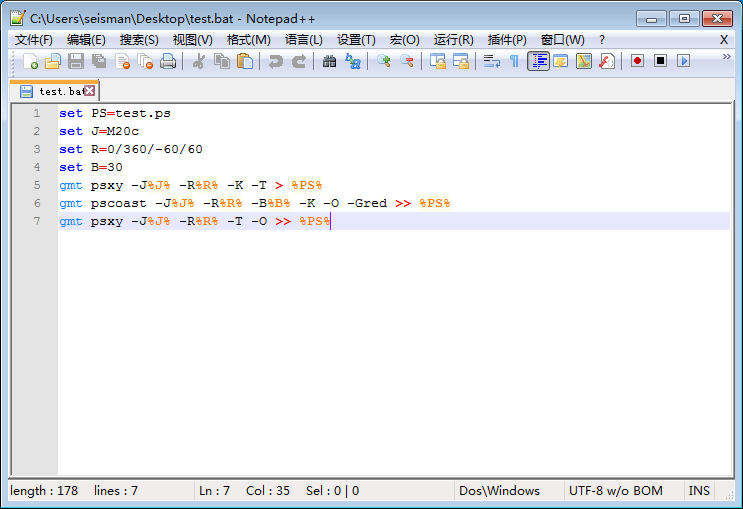 C:\Users\seisman\Desktop\test.bat - Notepad++
文件(F) 编辑(E) 搜索(S) 视图(V) 格式(M) 语言(L) 设置(T) 宏(O) 运行(R) 插件(P) 窗口(W) ? X
test.bat
1 set PS=test.ps
2 set J=M20c
3 set R=0/360/-60/60
4 set B=30
5 gmt psxy -J%J% -R%R% -K -T > %PS%
6 gmt pscoast -J%J% -R%R% -B%B% -K -O -Gred >> %PS%
7 gmt psxy -J%J% -R%R% -T -O >> %PS%
length : 178 lines : 7 Ln : 7 Col : 35 Sel : 0 | 0 Dos\Windows UTF-8 w/o BOM INS